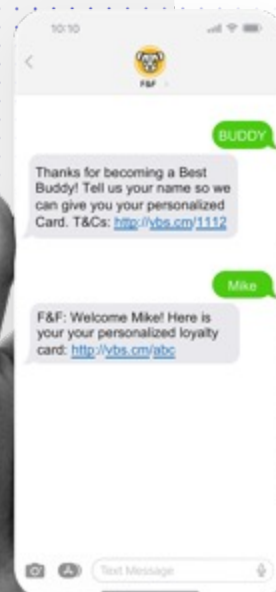 10:10
F&F
BUDDY
Thanks for becoming a Best
Buddy! Tell us your name so we
can give you your personalized
Card. T&Cs: http://vbs.cm/1112
Mike
F&F: Welcome Mike! Here is
your your personalized loyalty
card: http://vbs.cm/abc
Text Message